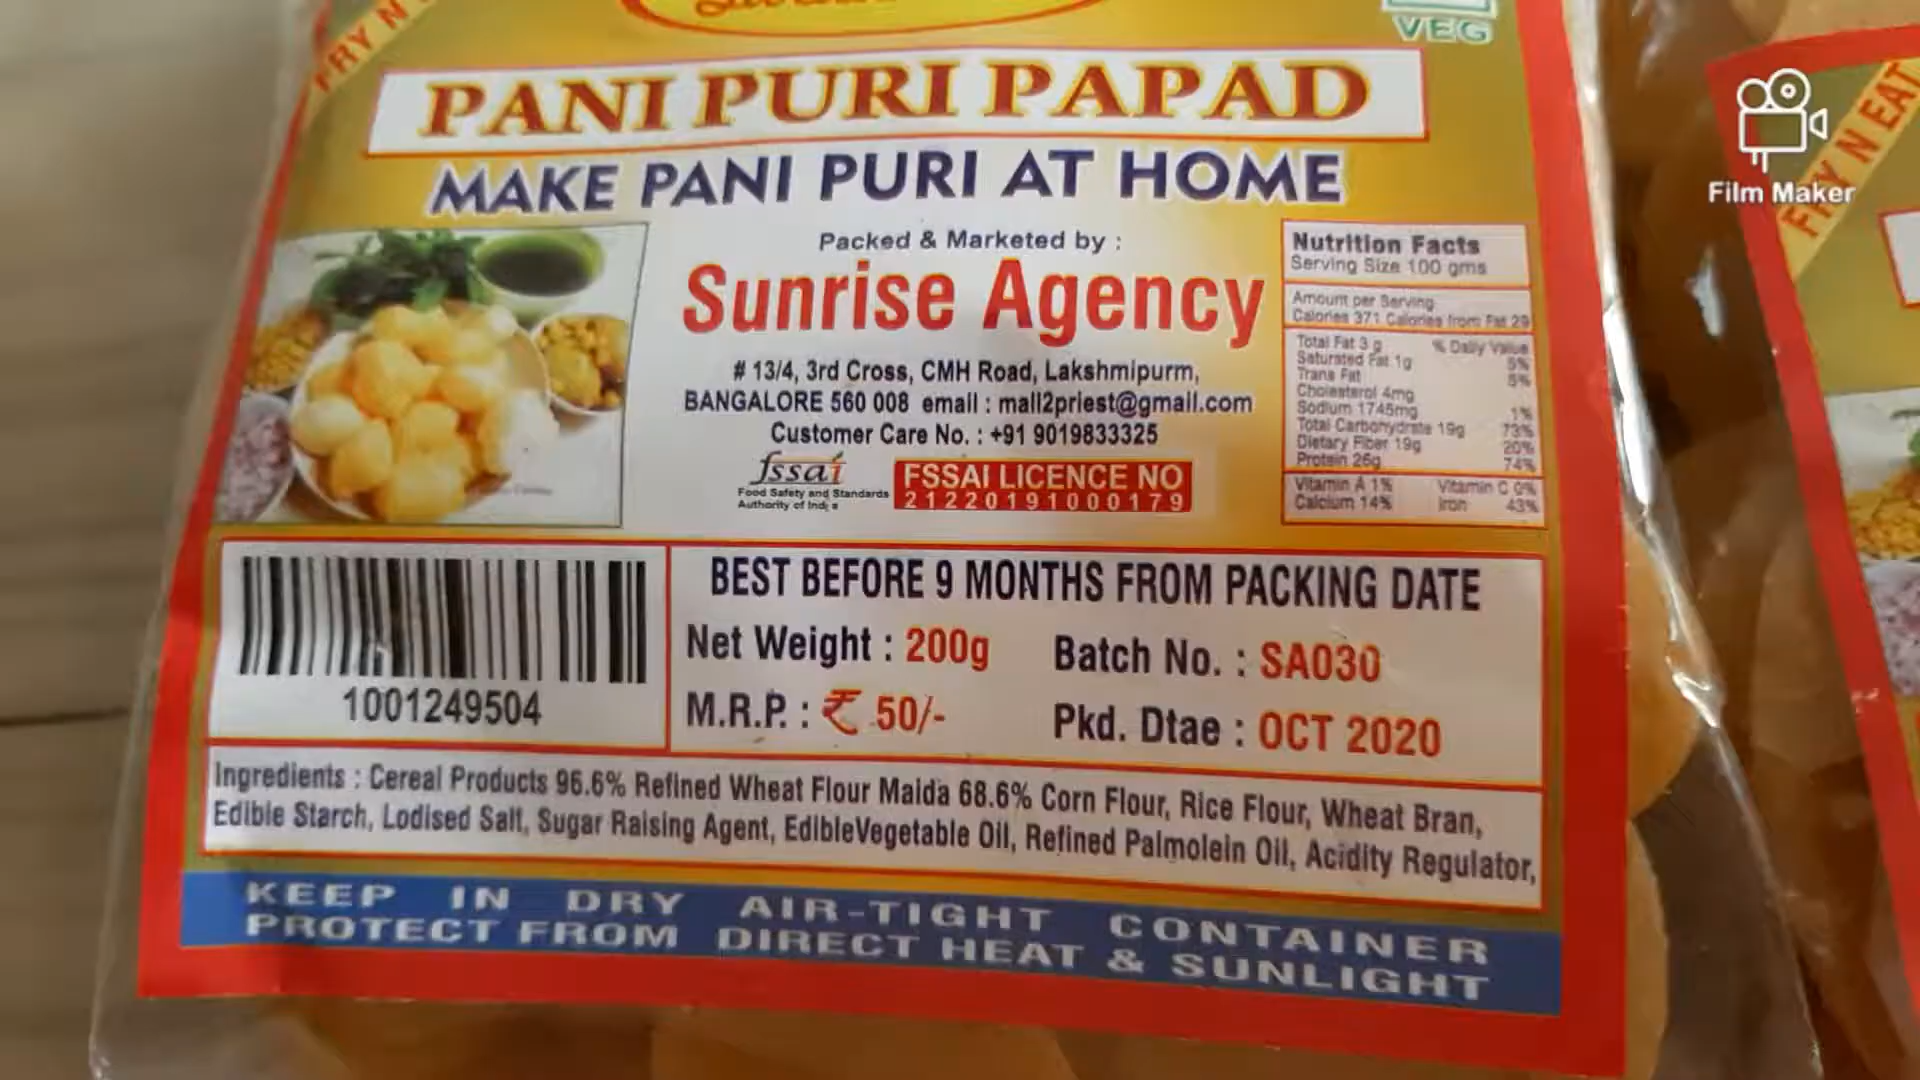 FRY N
VEG
PANI PURI PAPAD
MAKE PANI PURI AT HOME
Packed & Marketed by :
Sunrise Agency
# 13/4, 3rd Cross, CMH Road, Lakshmipurm,
BANGALORE 560 008 email : mall2priest@gmail.com
Customer Care No. : +91 9019833325
fssai
Food Safety and Standards
Authority of India
FSSAI LICENCE NO
21220191000179
Nutrition Facts
Serving Size 100 gms
Amount per Serving
Calories 371 Calories from Fat 29
% Daily Value
Total Fat 3 g 5%
Saturated Fat 1g 5%
Trans Fat
Cholesterol 4mg 1%
Sodium 1745mg 73%
Total Carbohydrate 19g 20%
Dietary Fiber 19g 74%
Protein 26g
Vitamin A 1% Vitamin C 0%
Calcium 14% Iron 43%
1001249504
BEST BEFORE 9 MONTHS FROM PACKING DATE
Net Weight : 200g Batch No. : SA030
M.R.P. : ₹ 50/- Pkd. Dtae : OCT 2020
Ingredients : Cereal Products 96.6% Refined Wheat Flour Maida 68.6% Corn Flour, Rice Flour, Wheat Bran,
Edible Starch, Lodised Salt, Sugar Raising Agent, EdibleVegetable Oil, Refined Palmolein Oil, Acidity Regulator,
KEEP IN DRY AIR-TIGHT CONTAINER
PROTECT FROM DIRECT HEAT & SUNLIGHT
Film Maker
FRY N EAT